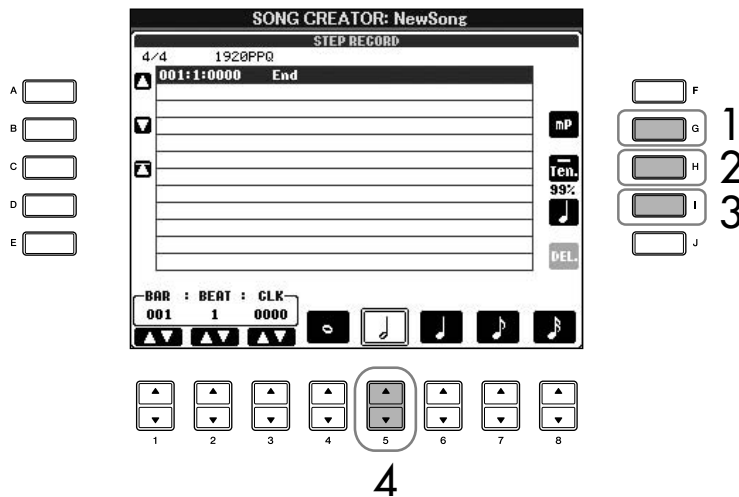 SONG CREATOR: NewSong
STEP RECORD
4/4 1920PPQ
001:1:0000 End
A
F
B
mP
G 1
C
Ten.
H 2
99%
D
I 3
E
DEL.
J
BAR : BEAT : CLK
001 1 0000
1 2 3 4 5 6 7 8
4